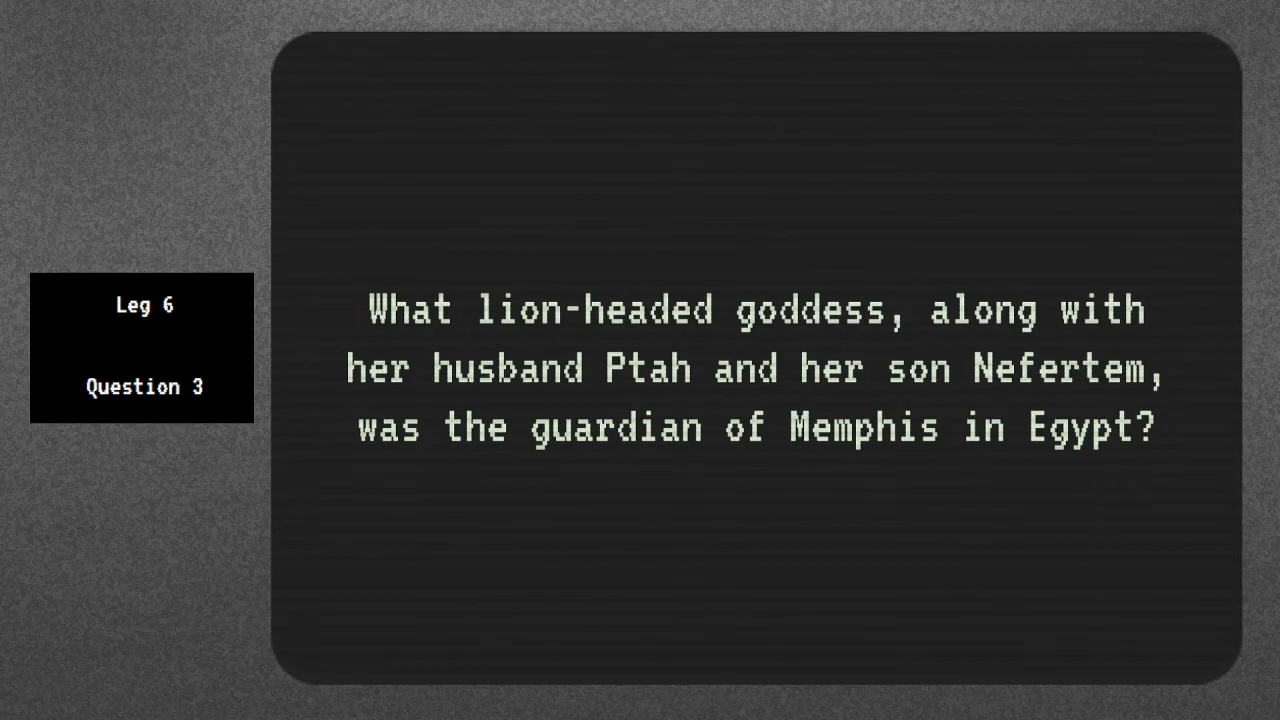 Leg 6
Question 3
What lion-headed goddess, along with
her husband Ptah and her son Nefertem,
was the guardian of Memphis in Egypt?